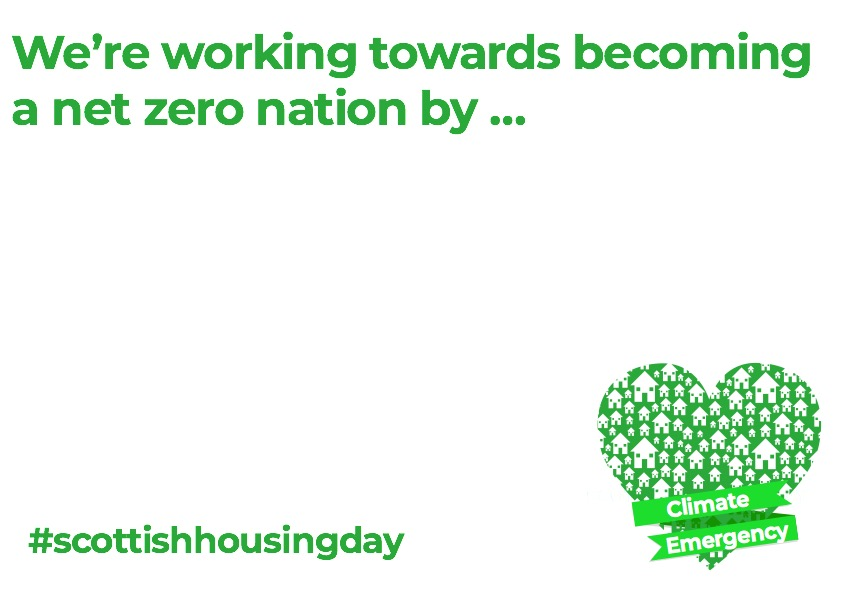 We’re working towards becoming
a net zero nation by ...
#scottishhousingday
Climate
Emergency